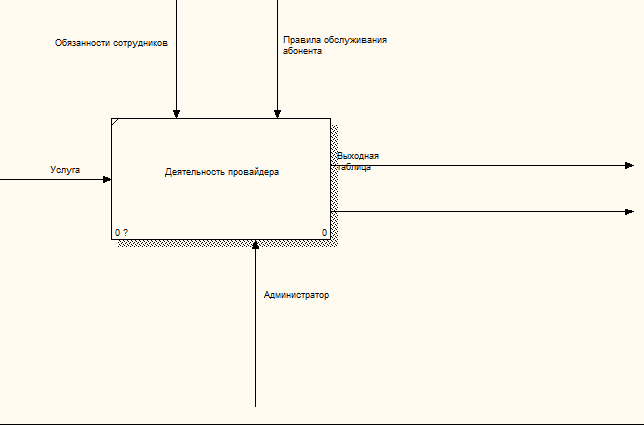 Обязанности сотрудников
Правила обслуживания
абонента
Выходная
таблица
Услуга
Деятельность провайдера
0 ?
0
Администратор